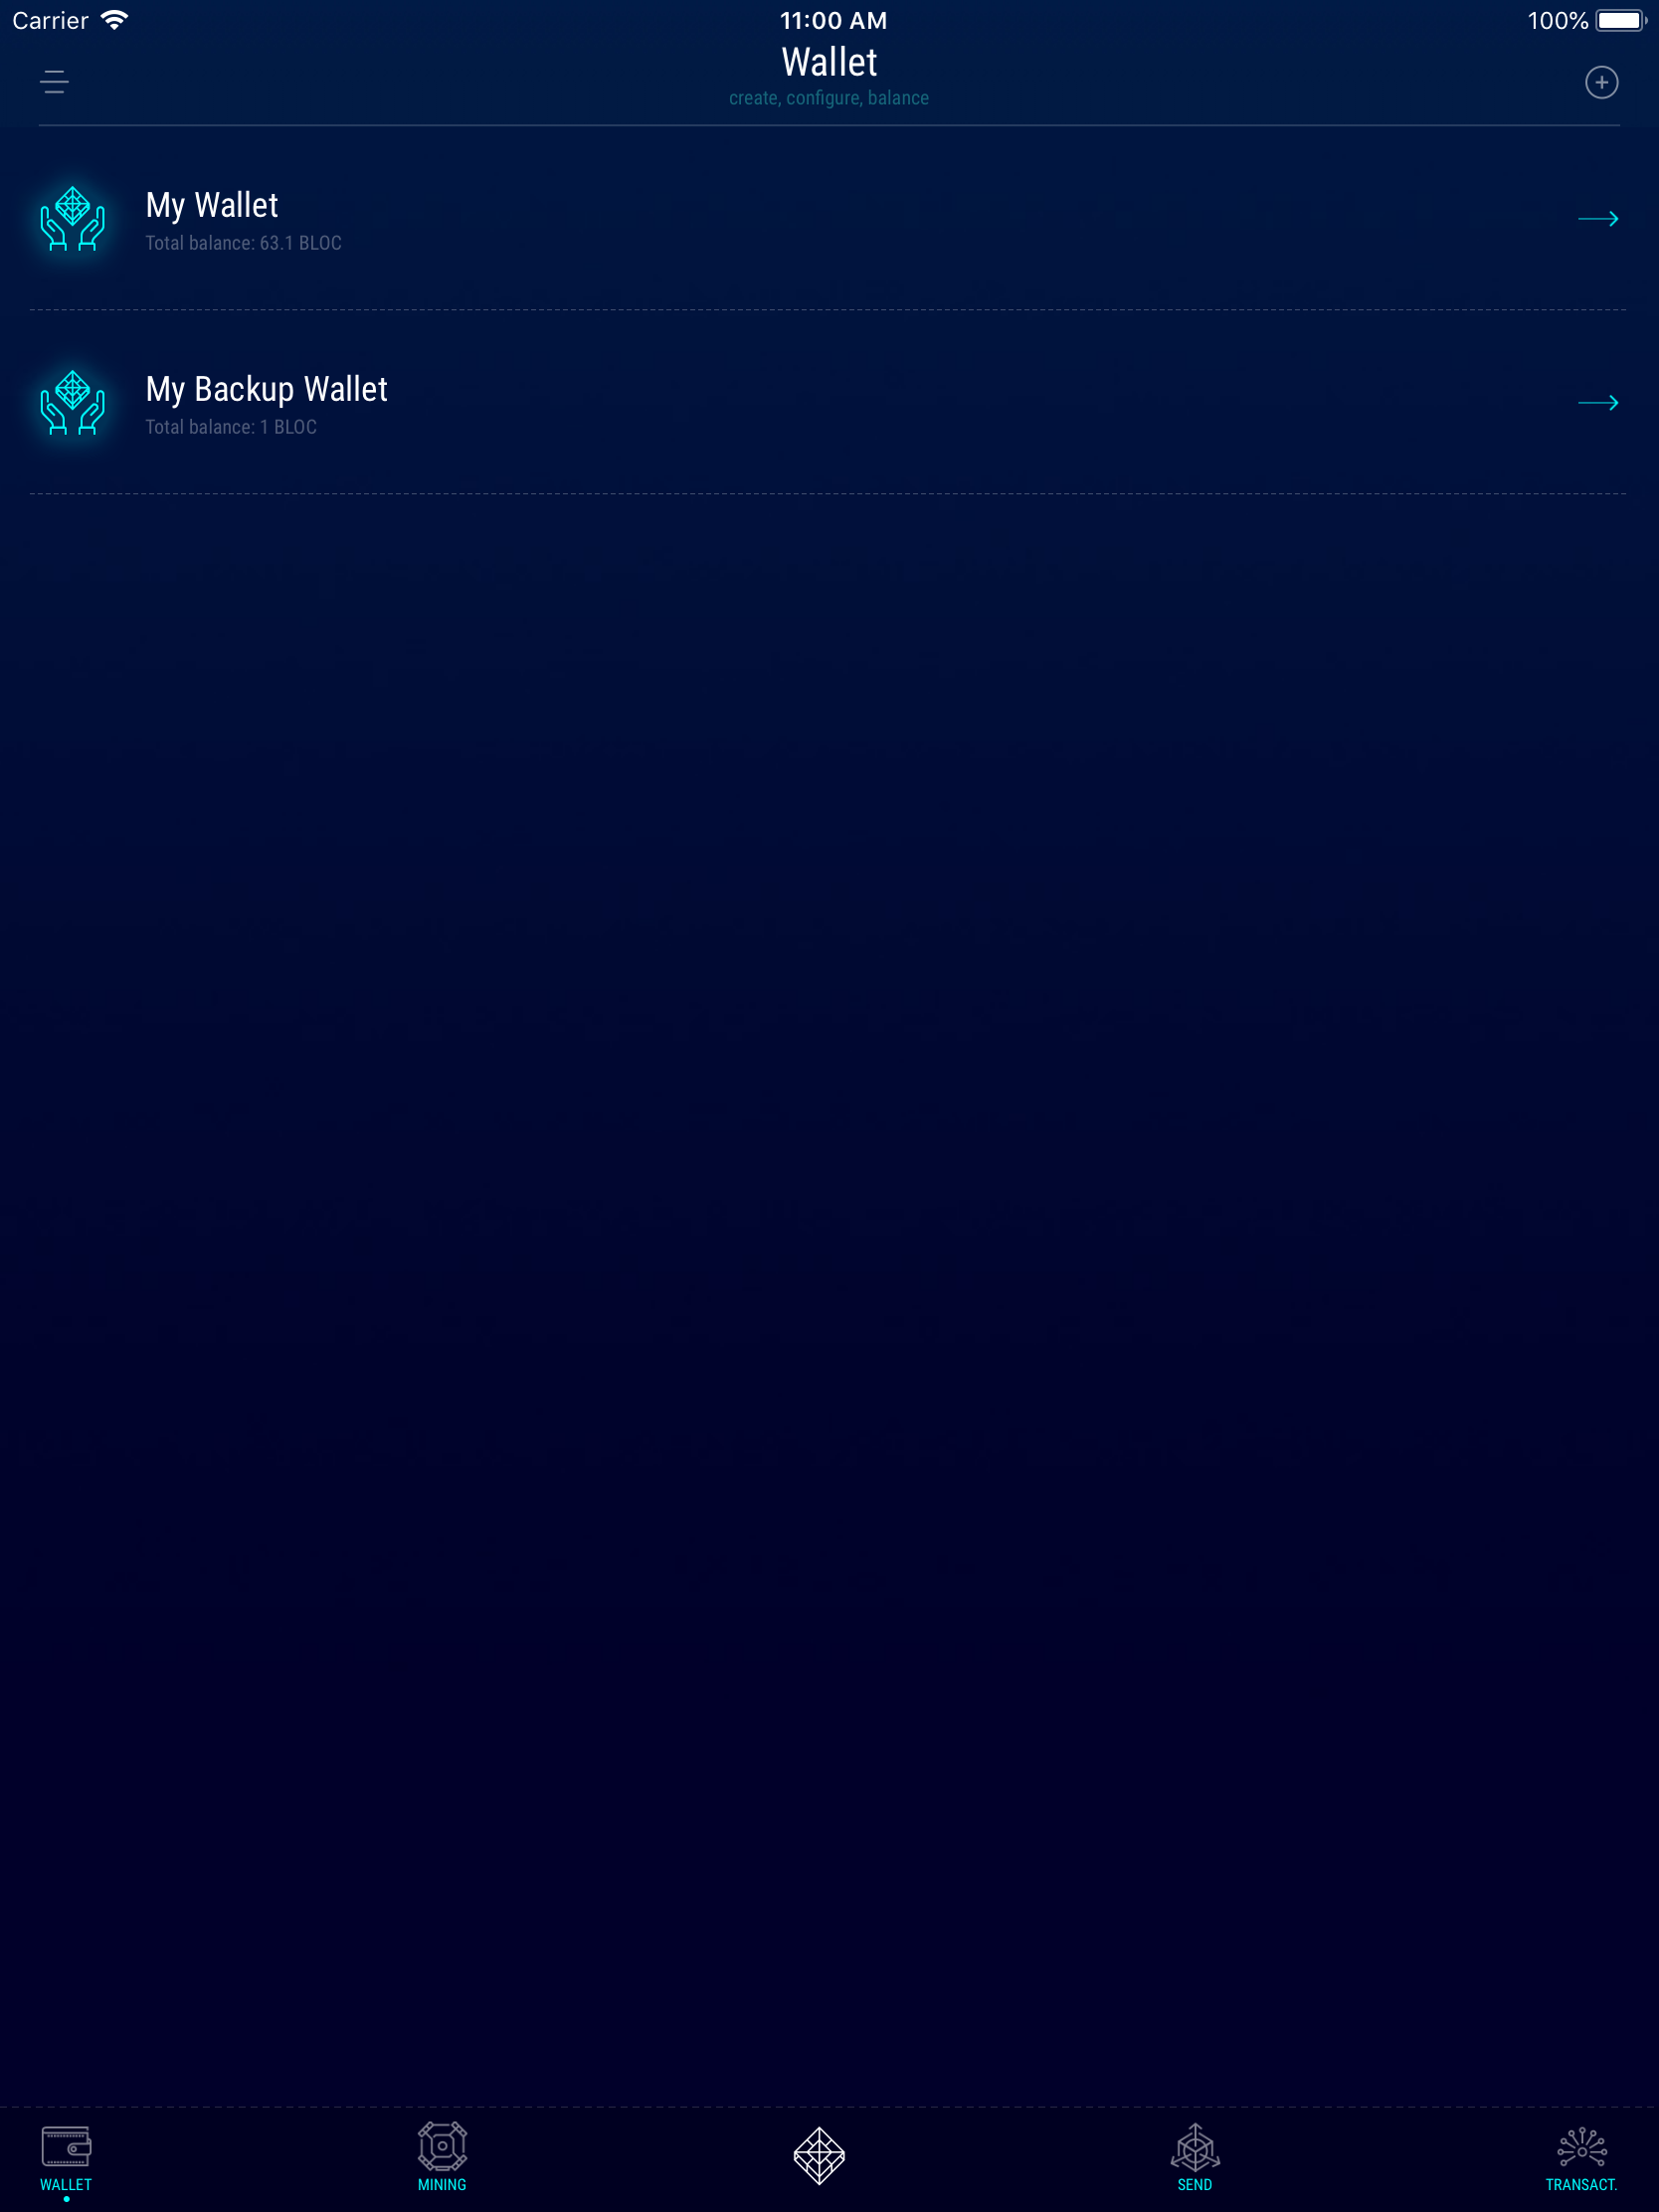 Carrier 11:00 AM 100%
Wallet
create, configure, balance
My Wallet
Total balance: 63.1 BLOC
My Backup Wallet
Total balance: 1 BLOC
WALLET MINING SEND TRANSACT.